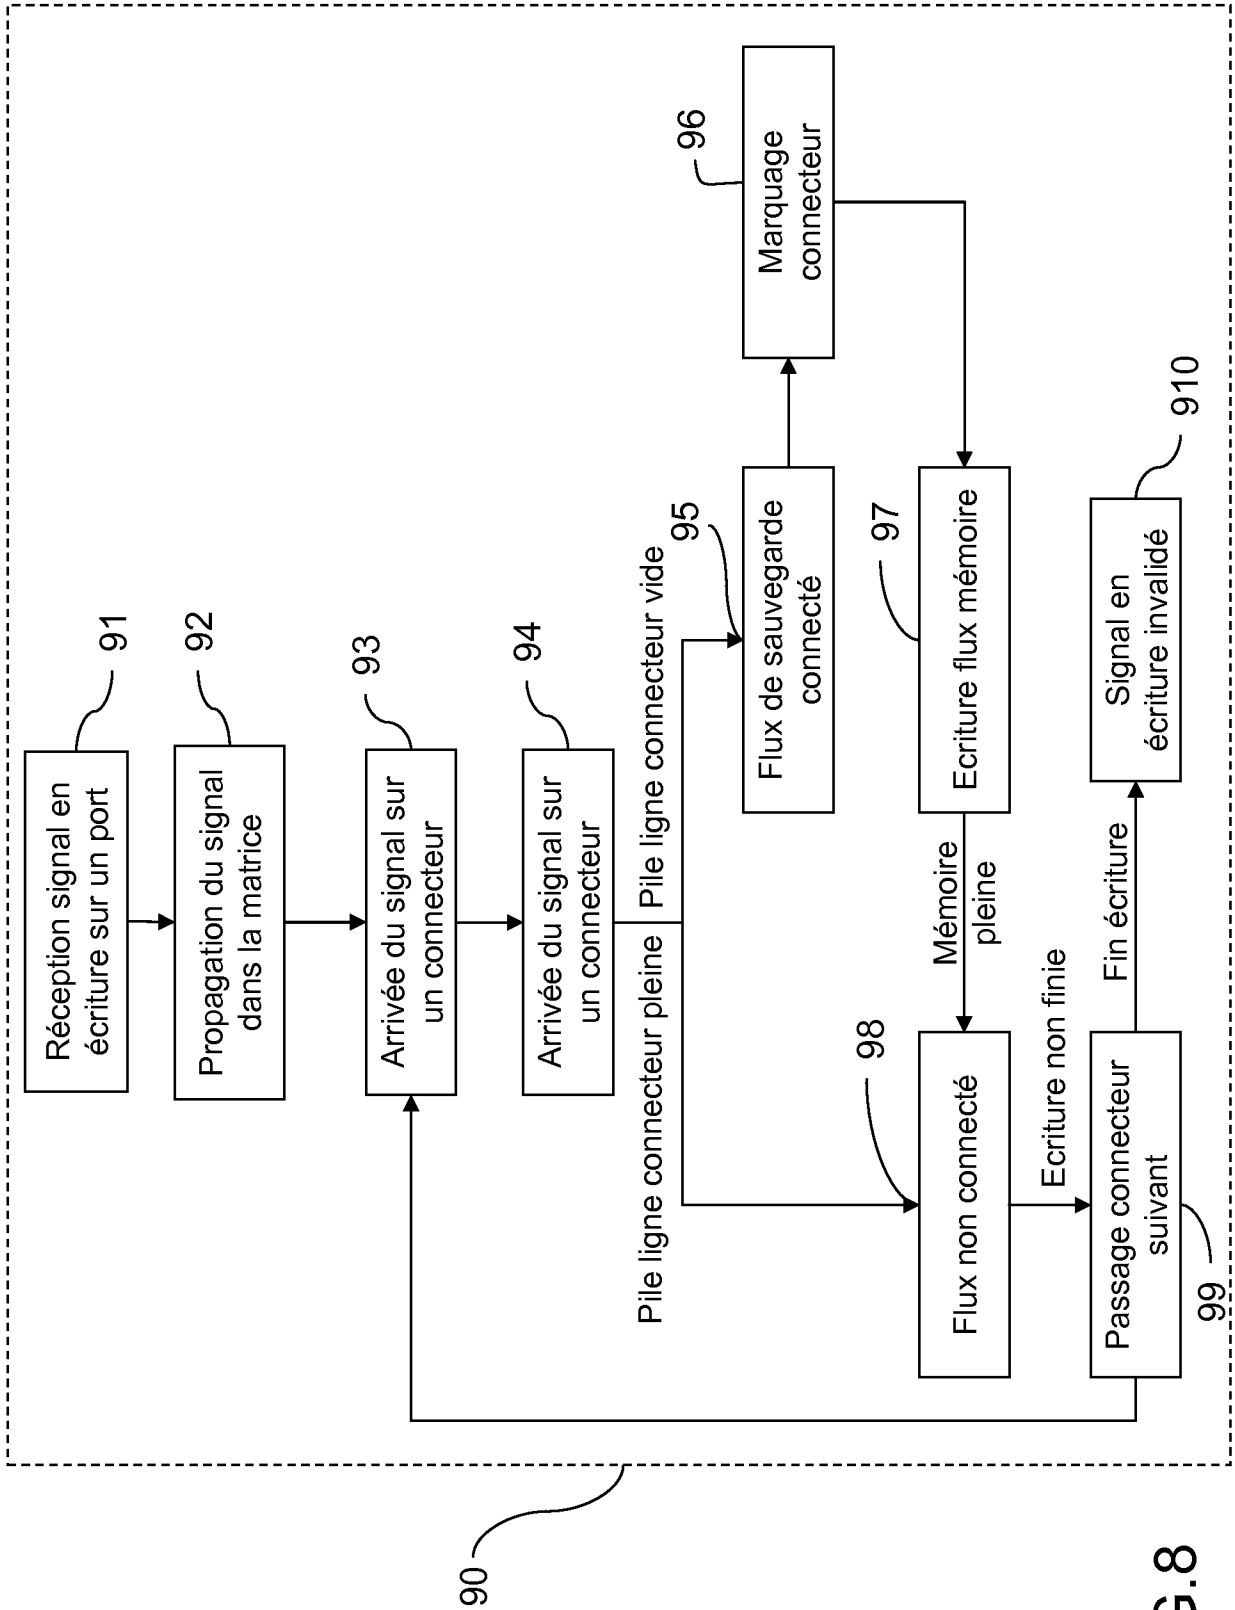 Réception signal en
écriture sur un port
91
Propagation du signal
dans la matrice
92
Arrivée du signal sur
un connecteur
93
Arrivée du signal sur
un connecteur
94
Pile ligne connecteur pleine
Pile ligne connecteur vide
95
Flux de sauvegarde
connecté
96
Marquage
connecteur
97
Ecriture flux mémoire
Mémoire
pleine
98
Flux non connecté
Ecriture non finie
Passage connecteur
suivant
99
Fin écriture
Signal en
écriture invalidé
910
90
G.8